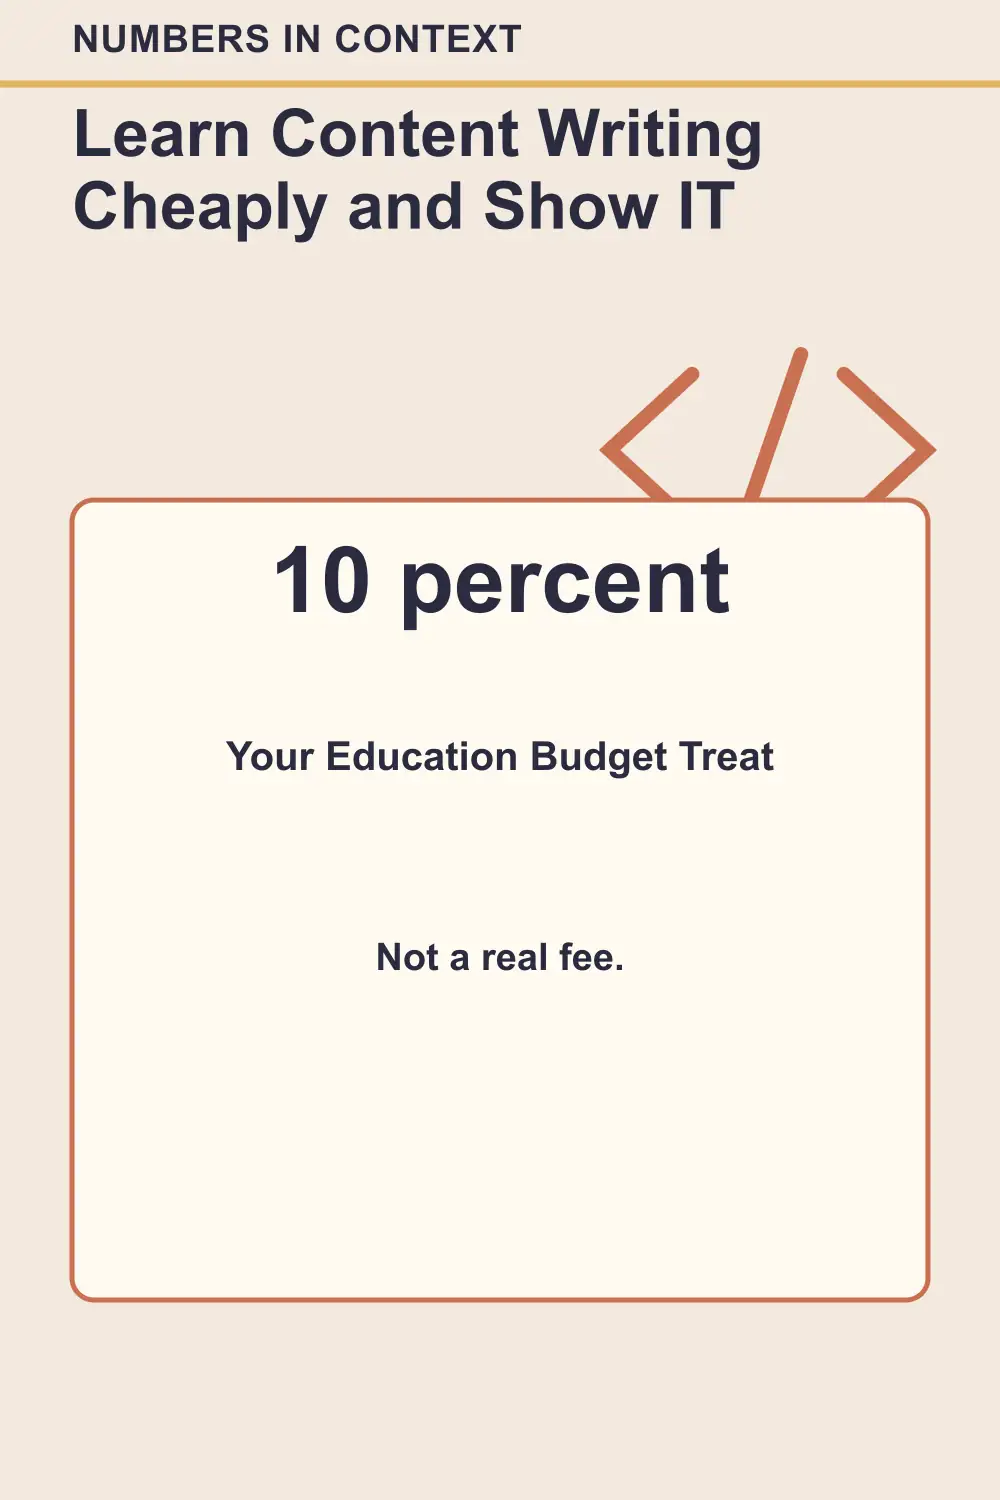 NUMBERS IN CONTEXT
Learn Content Writing
Cheaply and Show IT
10 percent
Your Education Budget Treat
Not a real fee.